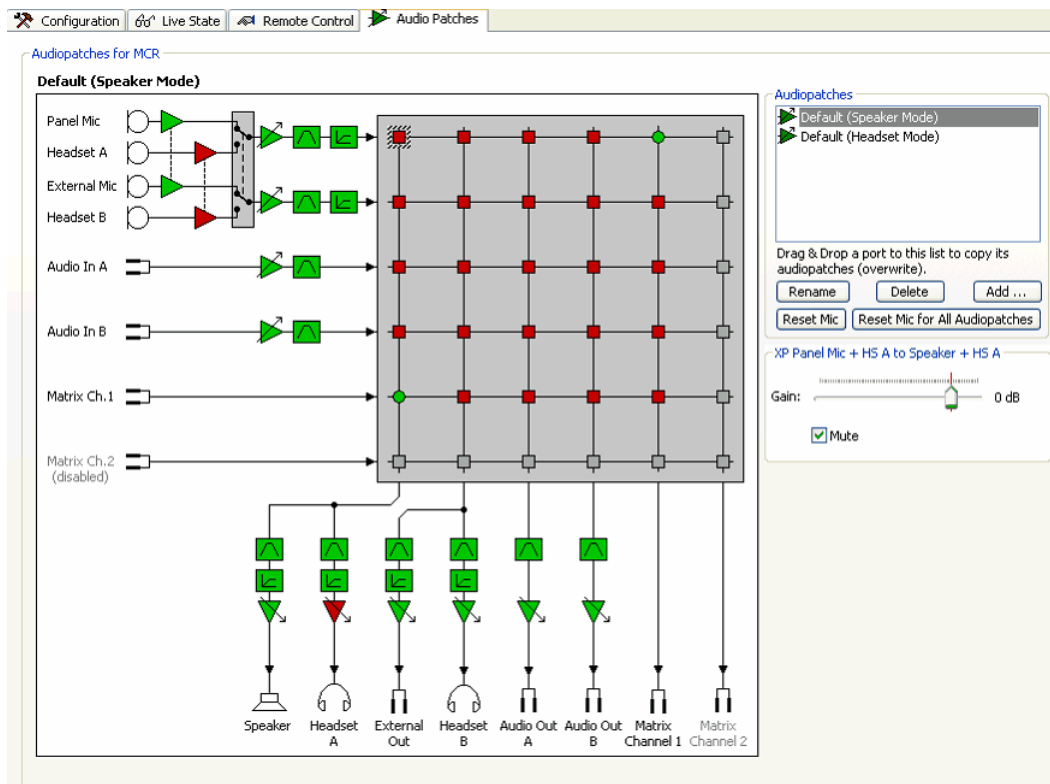 Configuration Live State Remote Control Audio Patches
Audiopatches for MCR
Default (Speaker Mode)
Panel Mic
Headset A
External Mic
Headset B
Audio In A
Audio In B
Matrix Ch.1
Matrix Ch.2
(disabled)
Speaker Headset A External Out Headset B Audio Out A Audio Out B Matrix Channel 1 Matrix Channel 2
Audiopatches
Default (Speaker Mode)
Default (Headset Mode)
Drag & Drop a port to this list to copy its
audiopatches (overwrite).
Rename Delete Add ...
Reset Mic Reset Mic for All Audiopatches
XP Panel Mic + HS A to Speaker + HS A
Gain: 0 dB
Mute